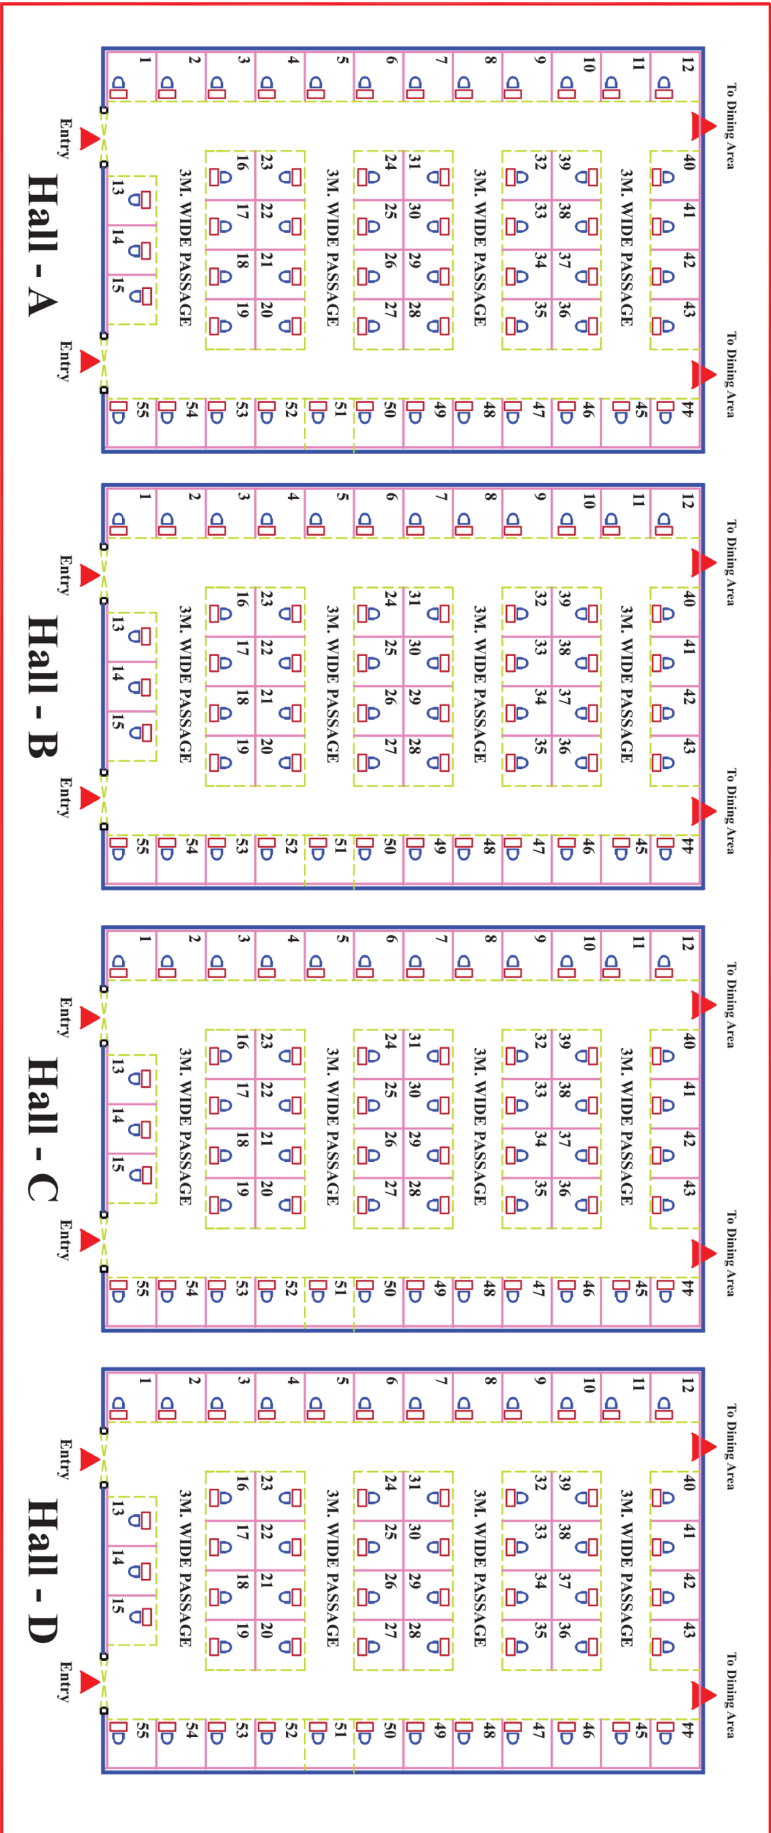 To Dining Area To Dining Area
12 40 41 42 43 44
11 3M. WIDE PASSAGE 45
10 39 38 37 36 46
9 32 33 34 35 47
8 3M. WIDE PASSAGE 48
7 31 30 29 28 49
6 24 25 26 27 50
5 3M. WIDE PASSAGE 51
4 23 22 21 20 52
3 16 17 18 19 53
2 3M. WIDE PASSAGE 54
1 13 14 15 55
Entry Entry
Hall - A
To Dining Area To Dining Area
12 40 41 42 43 44
11 3M. WIDE PASSAGE 45
10 39 38 37 36 46
9 32 33 34 35 47
8 3M. WIDE PASSAGE 48
7 31 30 29 28 49
6 24 25 26 27 50
5 3M. WIDE PASSAGE 51
4 23 22 21 20 52
3 16 17 18 19 53
2 3M. WIDE PASSAGE 54
1 13 14 15 55
Entry Entry
Hall - B
To Dining Area To Dining Area
12 40 41 42 43 44
11 3M. WIDE PASSAGE 45
10 39 38 37 36 46
9 32 33 34 35 47
8 3M. WIDE PASSAGE 48
7 31 30 29 28 49
6 24 25 26 27 50
5 3M. WIDE PASSAGE 51
4 23 22 21 20 52
3 16 17 18 19 53
2 3M. WIDE PASSAGE 54
1 13 14 15 55
Entry Entry
Hall - C
To Dining Area To Dining Area
12 40 41 42 43 44
11 3M. WIDE PASSAGE 45
10 39 38 37 36 46
9 32 33 34 35 47
8 3M. WIDE PASSAGE 48
7 31 30 29 28 49
6 24 25 26 27 50
5 3M. WIDE PASSAGE 51
4 23 22 21 20 52
3 16 17 18 19 53
2 3M. WIDE PASSAGE 54
1 13 14 15 55
Entry Entry
Hall - D